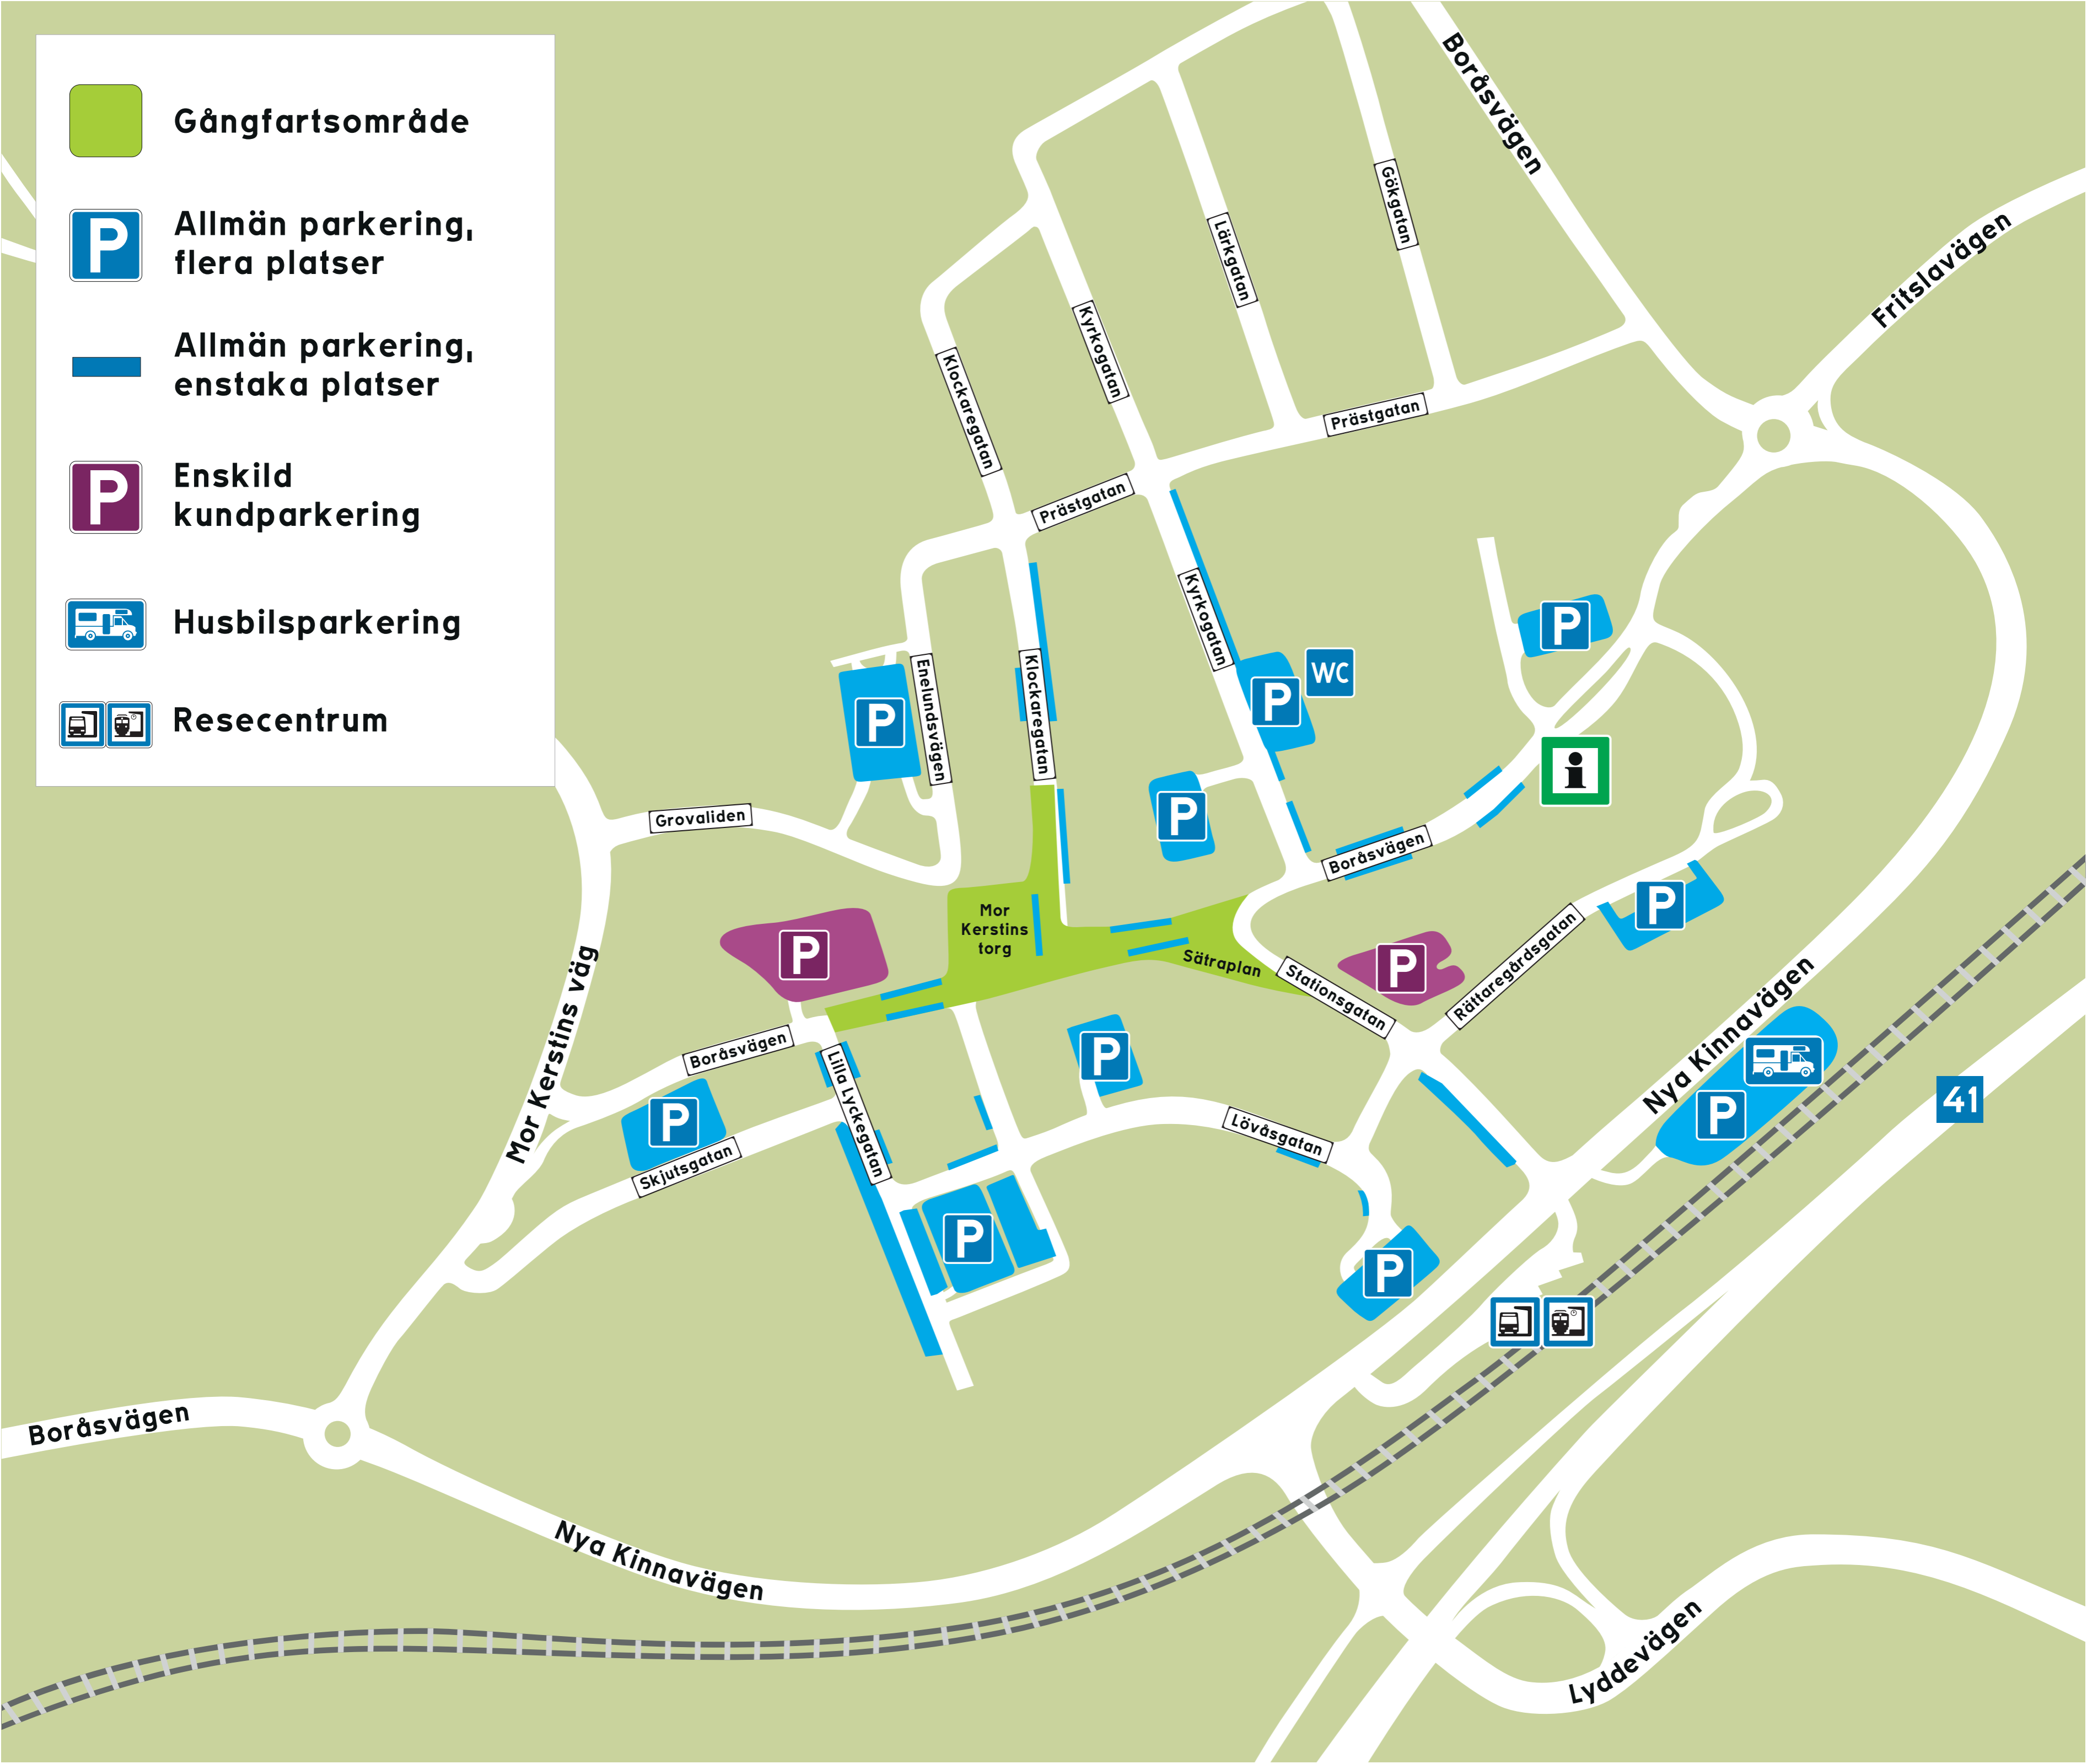 Gångfartsområde
P
Allmän parkering,
flera platser
Allmän parkering,
enstaka platser
P
Enskild
kundparkering
Husbilsparkering
Resecentrum
Boråsvägen
Fritslavägen
Gökgatan
Lärkgatan
Kyrkogatan
Klockaregatan
Prästgatan
Prästgatan
Kyrkogatan
P
WC
P
Klockaregatan
Enelundsvägen
P
P
i
Grovaliden
Boråsvägen
P
Mor
Kerstins
torg
Sätraplan
P
P
Stationsgatan
Rättaregårdsgatan
Mor Kerstins väg
Boråsvägen
Lilla Lyckegatan
P
P
Skjutsgatan
Lövåsgatan
Nya Kinnavägen
P
41
P
P
Boråsvägen
Nya Kinnavägen
Lyddevägen